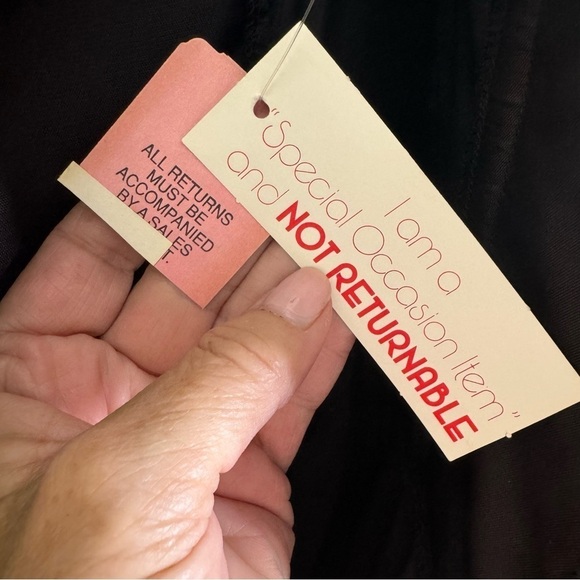 ALL RETURNS
MUST BE
ACCOMPANIED
BY A SALES
I am a
"Special Occasion Item"
and NOT RETURNABLE